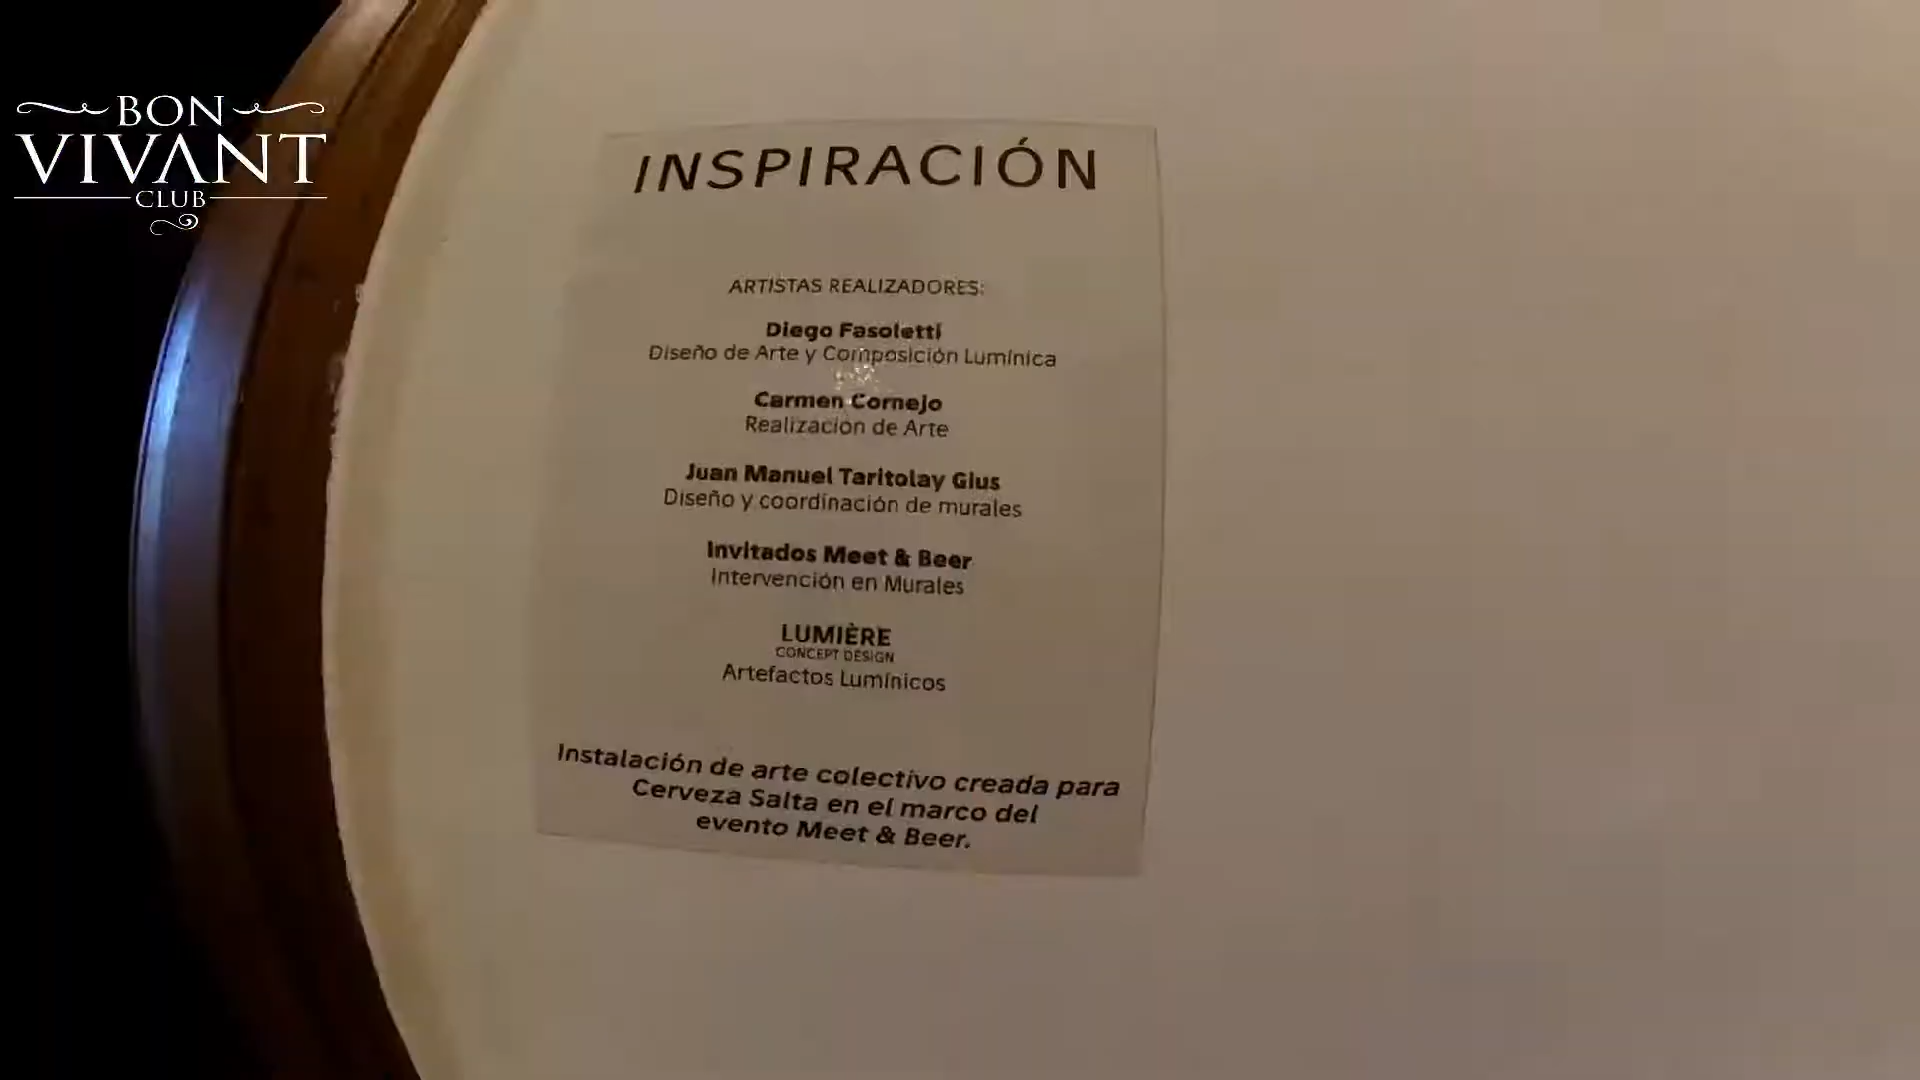 BON
VIVANT
CLUB
INSPIRACIÓN
ARTISTAS REALIZADORES:
Diego Fasoletti
Diseño de Arte y Composición Lumínica
Carmen Cornejo
Realización de Arte
Juan Manuel Taritolay Gius
Diseño y coordinación de murales
Invitados Meet & Beer
Intervención en Murales
LUMIÈRE
CONCEPT DESIGN
Artefactos Lumínicos
Instalación de arte colectivo creada para
Cerveza Salta en el marco del
evento Meet & Beer.